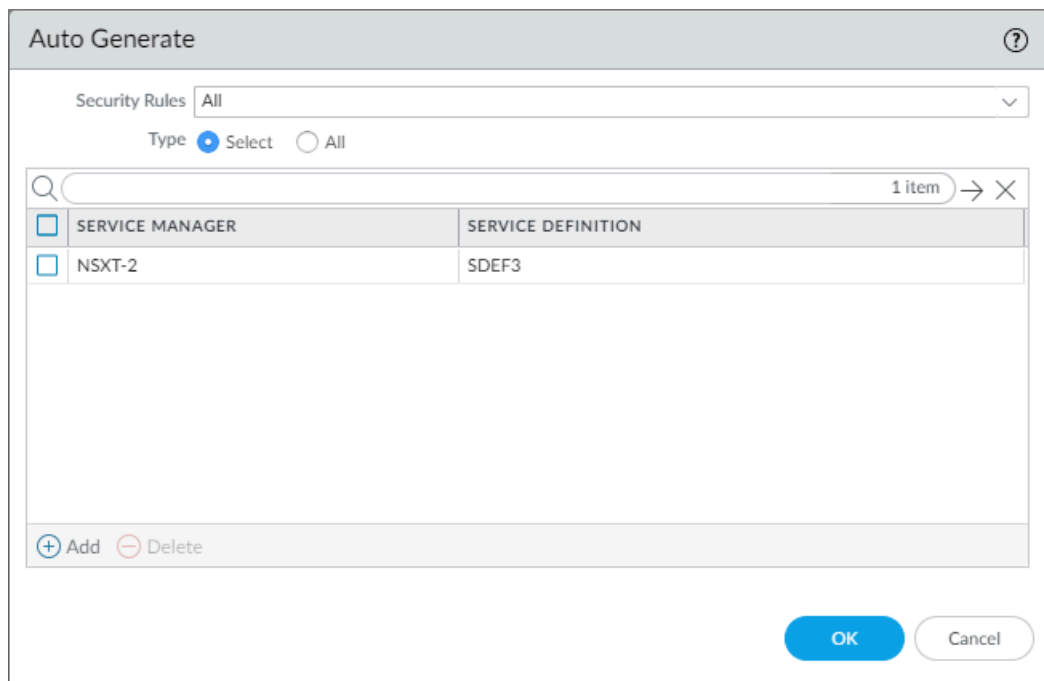 Auto Generate
Security Rules All
Type Select All
1 item
SERVICE MANAGER SERVICE DEFINITION
NSXT-2 SDEF3
Add Delete
OK Cancel